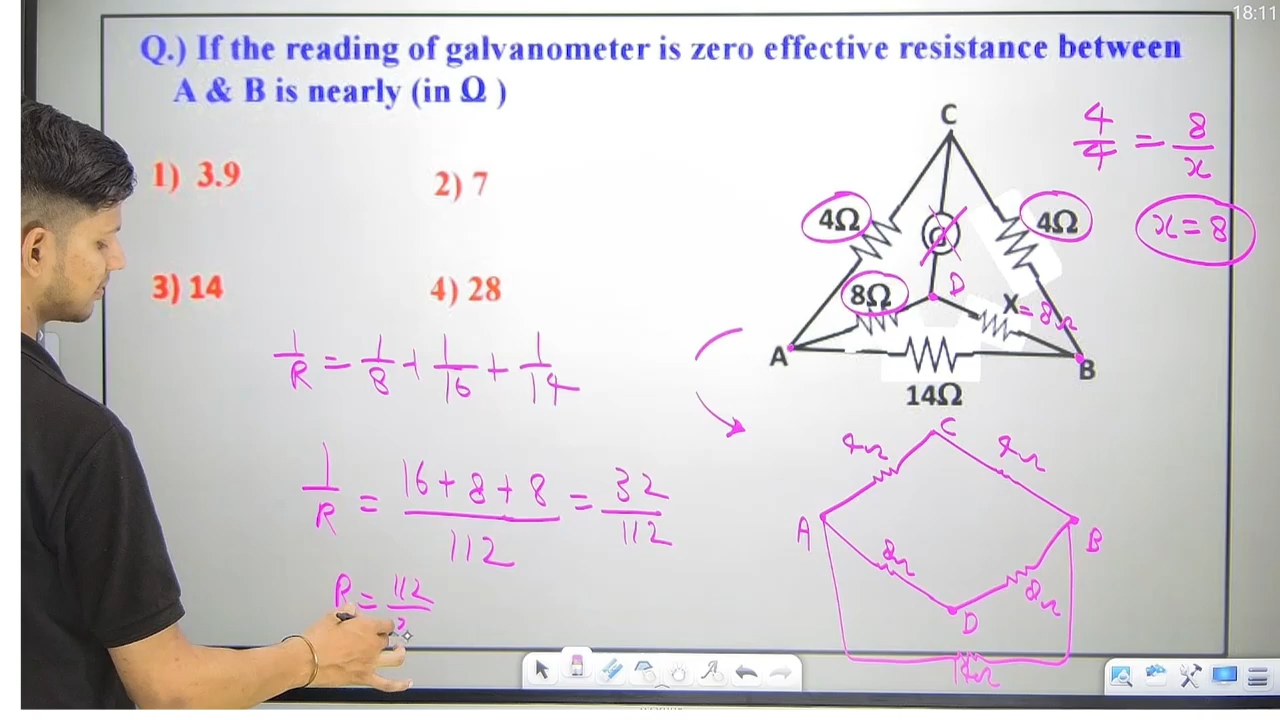 18:11
Q.) If the reading of galvanometer is zero effective resistance between
A & B is nearly (in Ω )
1) 3.9
2) 7
3) 14
4) 28
C
4Ω
4Ω
G
8Ω
D
X = 8Ω
A
B
14Ω
4/4 = 8/x
x = 8
1/R = 1/8 + 1/16 + 1/14
1/R = (16 + 8 + 8)/112 = 32/112
R = 112/
C
4Ω
4Ω
A
B
8Ω
8Ω
D
14Ω